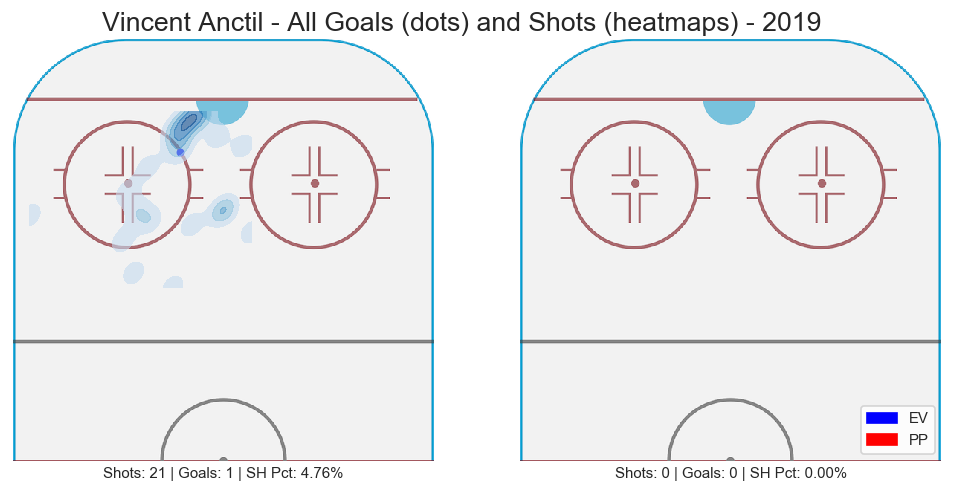 Vincent Anctil - All Goals (dots) and Shots (heatmaps) - 2019
EV
PP
Shots: 21 | Goals: 1 | SH Pct: 4.76%
Shots: 0 | Goals: 0 | SH Pct: 0.00%